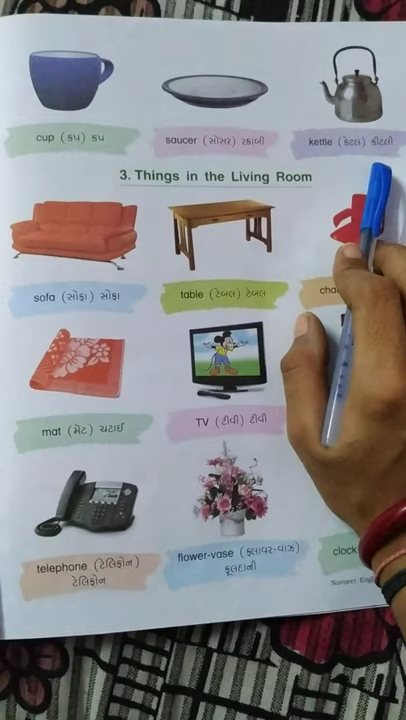 cup (કપ) કપ
saucer (સૉસર) રકાબી
kettle (કેટલ) કીટલી
3. Things in the Living Room
sofa (સોફા) સોફા
table (ટેબલ) ટેબલ
mat (મૅટ) ચટાઈ
TV (ટીવી) ટીવી
telephone (ટેલિફોન)
ટેલિફોન
flower-vase (ફ્લાવર-વાઝ)
ફૂલદાની
clock
Navneet